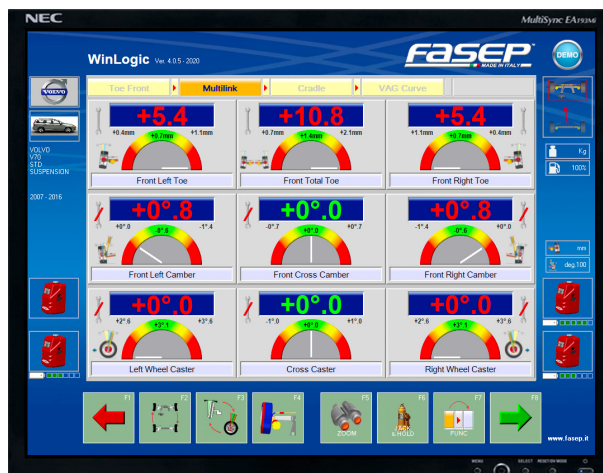 NEC
MultiSync EA193Mi
WinLogic Ver. 4.0.5 - 2020
FASEP
MADE IN ITALY
DEMO
Toe Front
Multilink
Cradle
VAG Curve
VOLVO
+5.4
+0.4mm +0.7mm +1.1mm
Front Left Toe
+10.8
+0.7mm +1.4mm +2.1mm
Front Total Toe
+5.4
+1.1mm +0.7mm +0.4mm
Front Right Toe
VOLVO
V70
STD.
SUSPENSION
2007 - 2016
Kg
100%
+0°.8
+0°.0 -0°.6 -1°.4
Front Left Camber
+0°.0
-0°.7 +0°.0 +0°.7
Front Cross Camber
+0°.8
-1°.4 -0°.6 +0°.0
Front Right Camber
mm
deg.100
+0°.0
+2°.6 +3°.1 +3°.6
Left Wheel Caster
+0°.0
-1°.0 +0°.0 +1°.0
Cross Caster
+0°.0
+2°.6 +3°.1 +3°.6
Right Wheel Caster
F1
F2
F3
F4
F5
ZOOM
F6
JACK
& HOLD
F7
FUNC
F8
www.fasep.it
MENU
SELECT
RESET/DV MODE